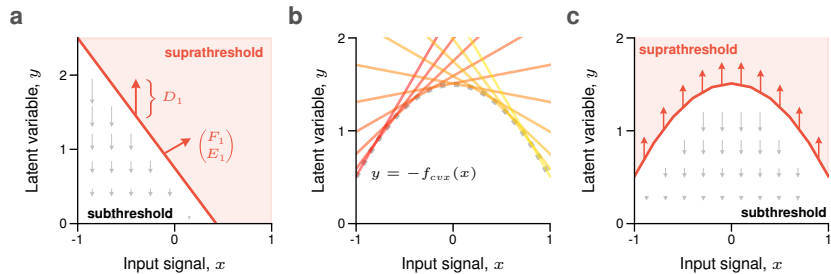 a
suprathreshold
D₁
(F₁
E₁)
subthreshold
2
1
0
-1
0
1
Latent variable, y
Input signal, x
b
y = −f_cvx(x)
2
1
0
-1
0
1
Latent variable, y
Input signal, x
c
suprathreshold
subthreshold
2
1
0
-1
0
1
Latent variable, y
Input signal, x